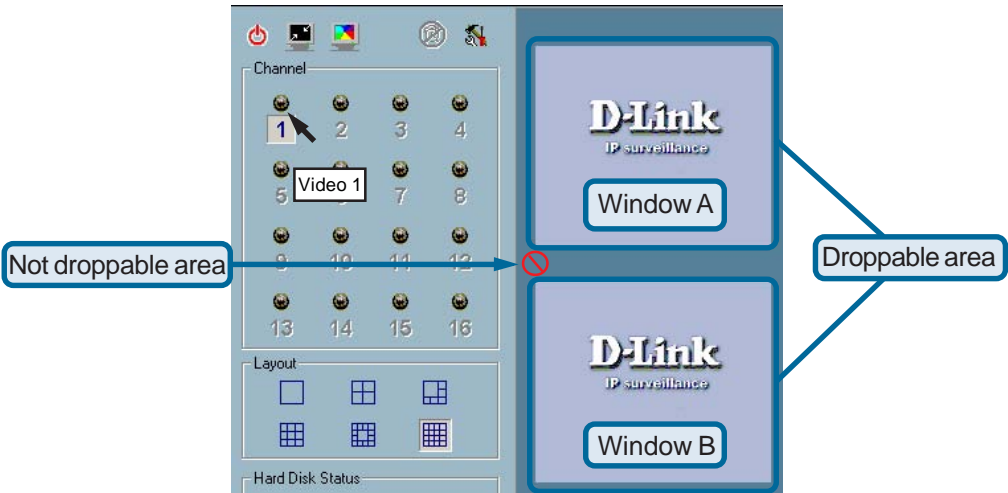 Channel
1 2 3 4
5 7 8
Video 1
9 10 11 12
13 14 15 16
Layout
Hard Disk Status
D-Link
IP surveillance
Window A
D-Link
IP surveillance
Window B
Not droppable area
Droppable area